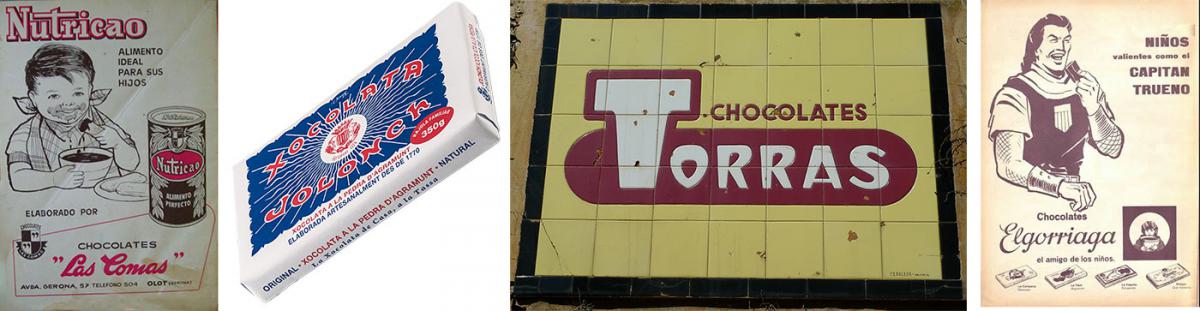 Nutricao
ALIMENTO
IDEAL
PARA SUS
HIJOS
Nutricao
ALIMENTO
PERFECTO
ELABORADO POR
CHOCOLATES
"Las Comas"
AVDA. GERONA, 57 TELEFONO 504 OLOT (GERONA)
XOCOLATA
JOLONCH
RAJOLA FAMILIAR
350g
XOCOLATA A LA PEDRA D'AGRAMUNT
ELABORADA ARTESANALMENT DES DE 1770
ORIGINAL · XOCOLATA A LA PEDRA D'AGRAMUNT · NATURAL
La Xocolata de Casa, a la Tassa
CHOCOLATES
TORRAS
NIÑOS
valientes como el
CAPITAN
TRUENO
Chocolates
Elgorriaga
el amigo de los niños.